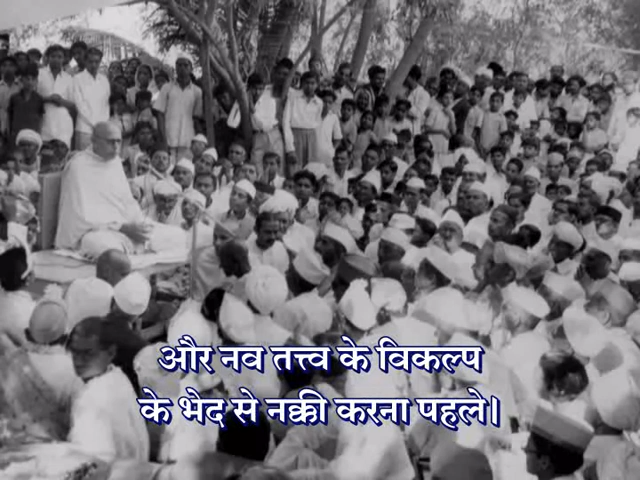 और नव तत्त्व के विकल्प
के भेद से नक्की करना पहले।